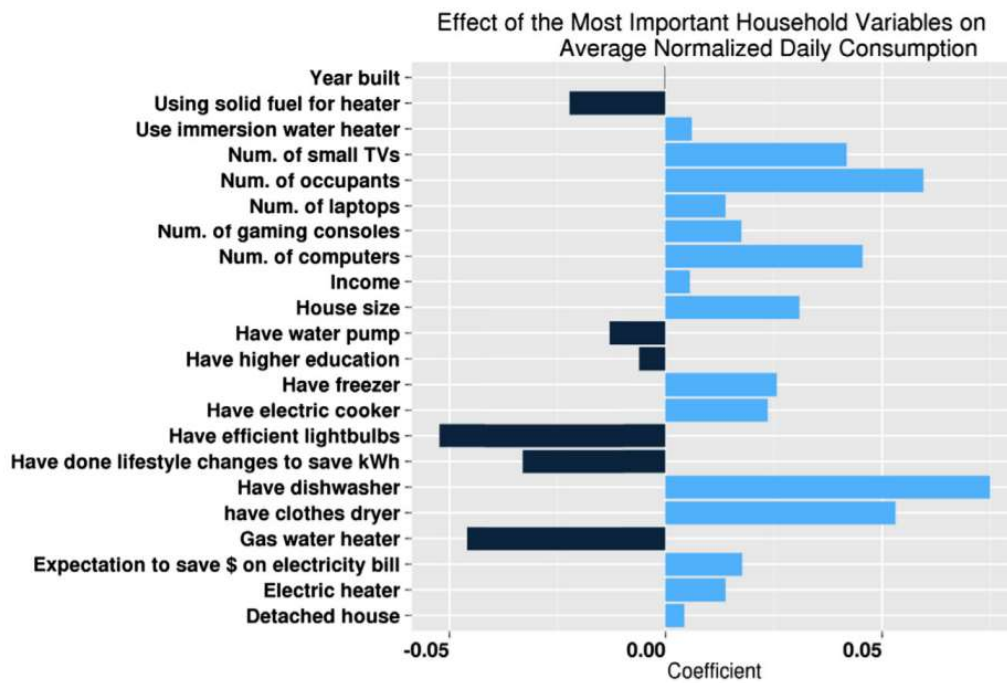 Effect of the Most Important Household Variables on
Average Normalized Daily Consumption
Year built
Using solid fuel for heater
Use immersion water heater
Num. of small TVs
Num. of occupants
Num. of laptops
Num. of gaming consoles
Num. of computers
Income
House size
Have water pump
Have higher education
Have freezer
Have electric cooker
Have efficient lightbulbs
Have done lifestyle changes to save kWh
Have dishwasher
have clothes dryer
Gas water heater
Expectation to save $ on electricity bill
Electric heater
Detached house
-0.05 0.00 0.05
Coefficient